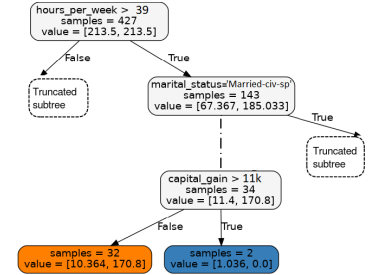 hours_per_week > 39
samples = 427
value = [213.5, 213.5]
False
True
Truncated
subtree
marital_status='Married-civ-sp'
samples = 143
value = [67.367, 185.033]
True
Truncated
subtree
capital_gain > 11k
samples = 34
value = [11.4, 170.8]
False
True
samples = 32
value = [10.364, 170.8]
samples = 2
value = [1.036, 0.0]